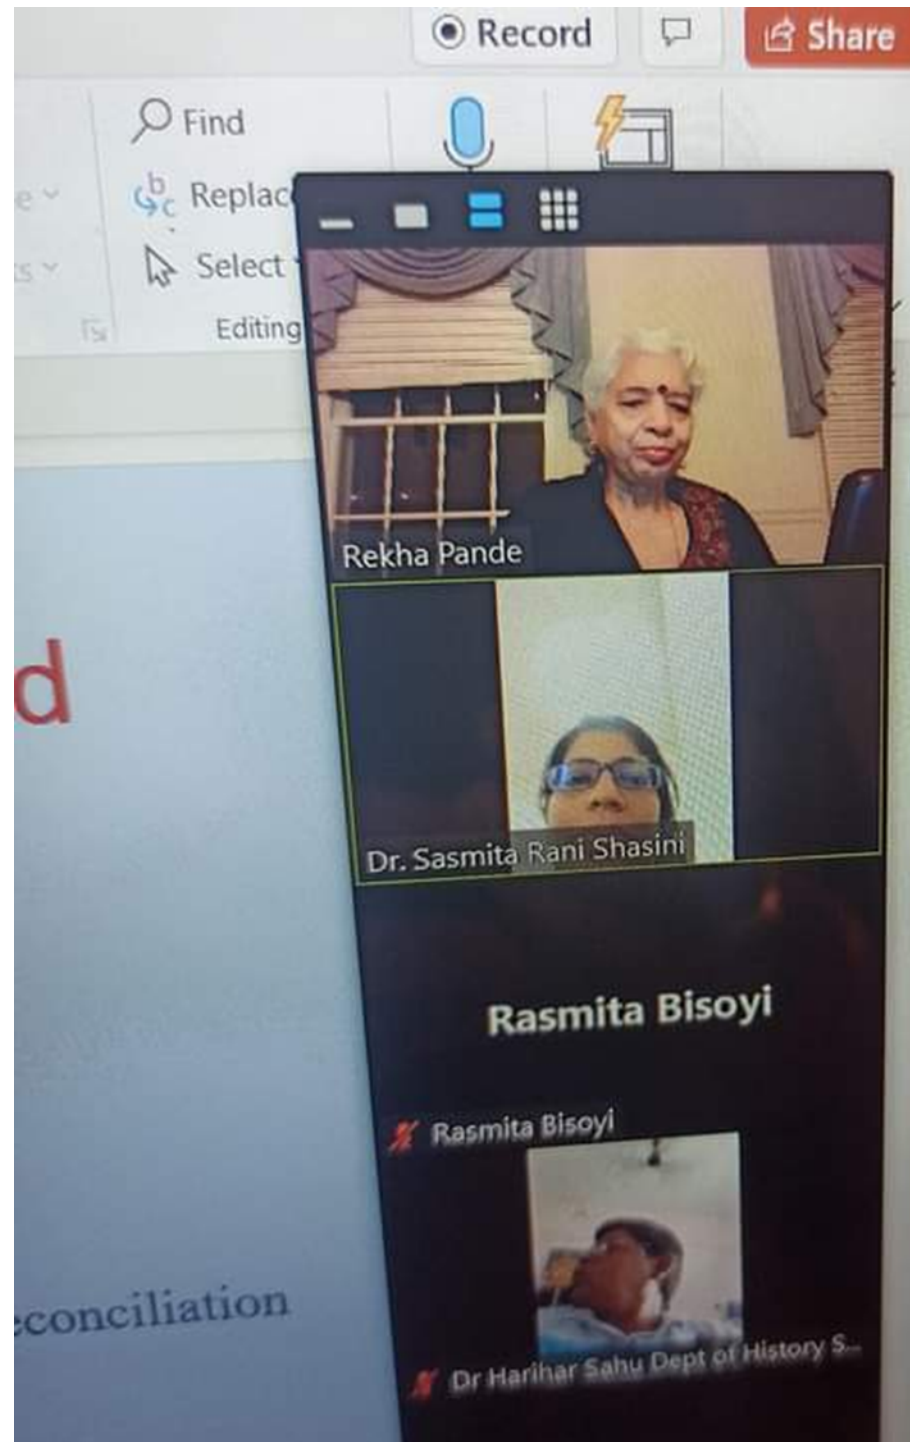 Record
Share
Find
Replac
Select
Editing
Rekha Pande
d
Dr. Sasmita Rani Shasini
Rasmita Bisoyi
Rasmita Bisoyi
econciliation
Dr Harihar Sahu Dept of History S...